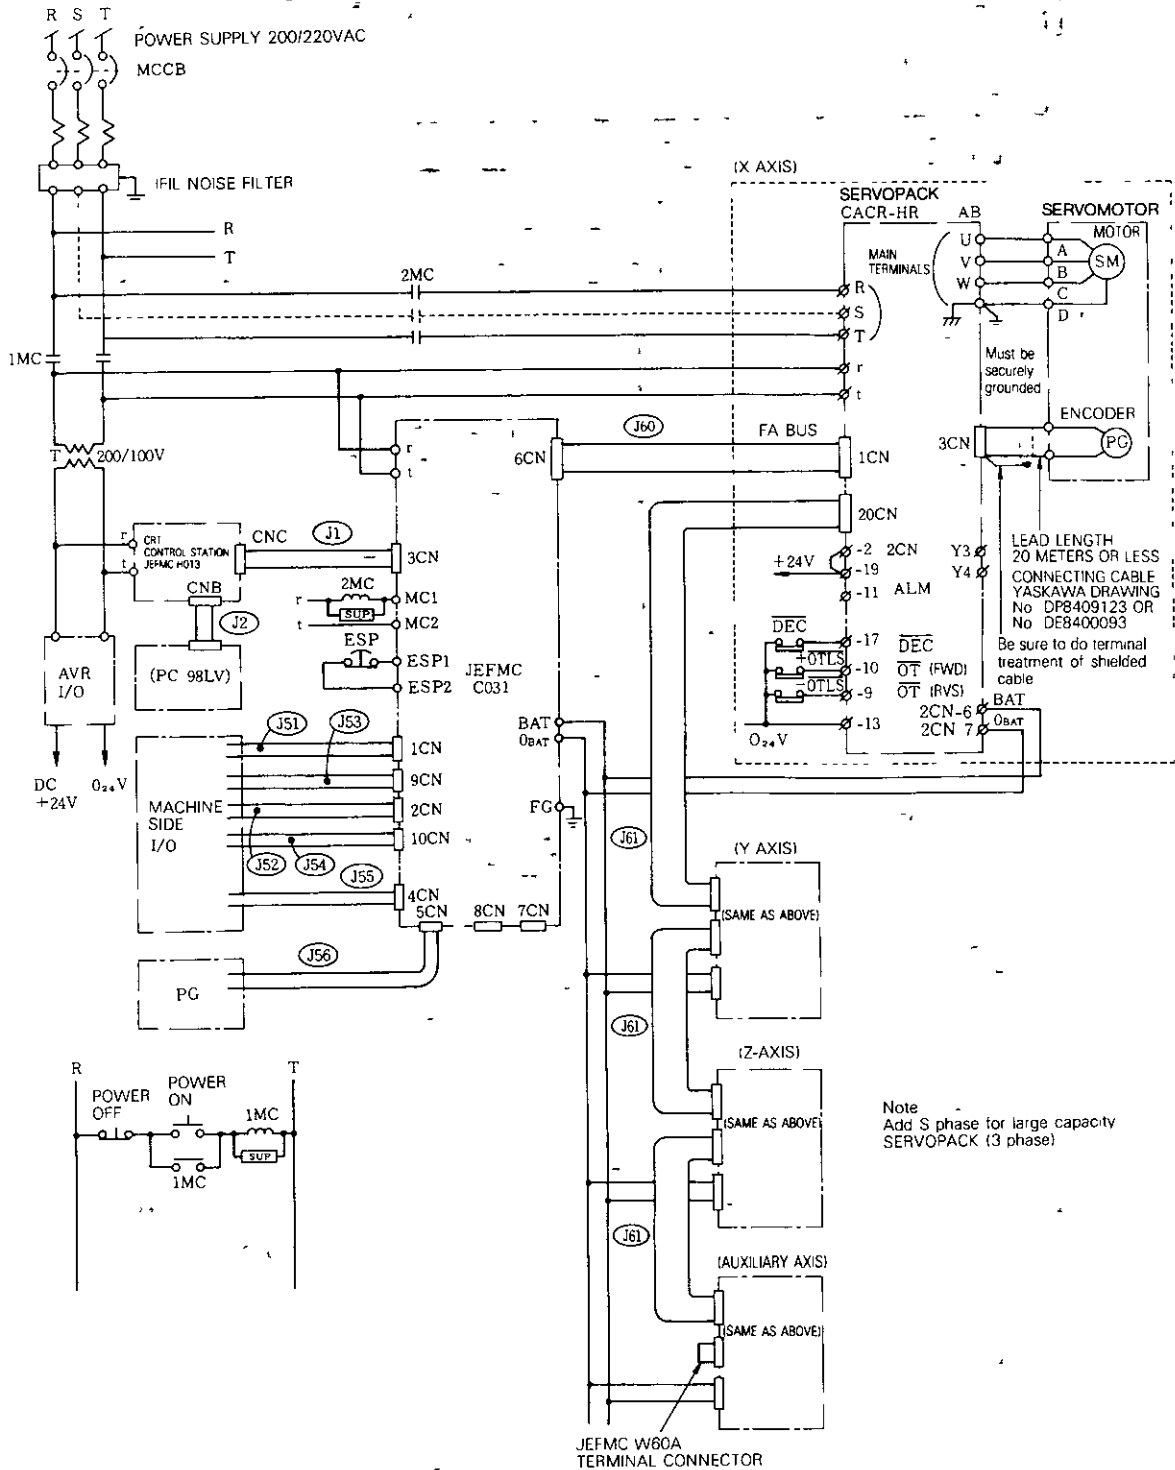 R S T
POWER SUPPLY 200/220VAC
MCCB
IFIL NOISE FILTER
R
T
2MC
1MC
T 200/100V
(X AXIS)
SERVOPACK
CACR-HR AB
SERVOMOTOR
MOTOR
MAIN
TERMINALS
U
V
W
A
B
C
D
SM
R
S
T
r
t
Must be
securely
grounded
ENCODER
PG
3CN
J60
FA BUS
6CN
1CN
r
t
20CN
CRT
CONTROL STATION
JEFMC H013
r
t
CNC
J1
3CN
CNB
J2
(PC 98LV)
AVR
I/O
DC
+24V
0₂₄V
2MC
r
SUP
t
MC1
MC2
ESP
ESP1
ESP2
JEFMC
C031
BAT
0BAT
FG
+24V
-2 2CN
-19
-11 ALM
Y3
Y4
DEC
-17 DEC
+OTLS
-10 OT (FWD)
-OTLS
-9 OT (RVS)
-13
O₂₄V
2CN-6 BAT
2CN 7 0BAT
LEAD LENGTH
20 METERS OR LESS
CONNECTING CABLE
YASKAWA DRAWING
No DP8409123 OR
No DE8400093
Be sure to do terminal
treatment of shielded
cable
MACHINE
SIDE
I/O
J51
J53
1CN
9CN
2CN
10CN
J52
J54
J55
4CN
5CN
8CN
7CN
J56
PG
J61
(Y AXIS)
(SAME AS ABOVE)
J61
(Z-AXIS)
(SAME AS ABOVE)
J61
(AUXILIARY AXIS)
(SAME AS ABOVE)
JEFMC W60A
TERMINAL CONNECTOR
R
T
POWER
OFF
POWER
ON
1MC
SUP
1MC
Note
Add S phase for large capacity
SERVOPACK (3 phase)